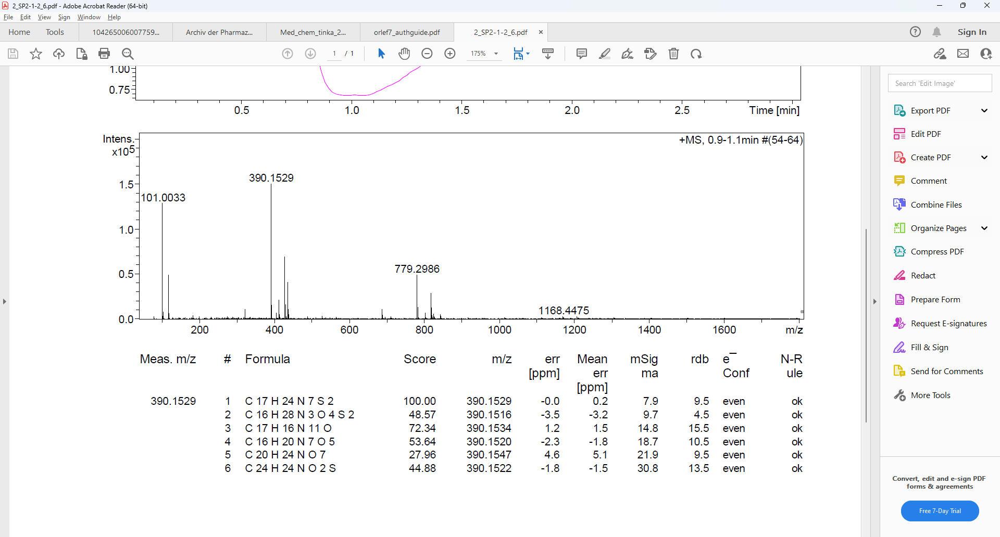 2_SP2-1-2_6.pdf - Adobe Acrobat Reader (64-bit)
File Edit View Sign Window Help
Home Tools 104265006007759... Archiv der Pharmaz... Med_chem_tinka_2... orlef7_authguide.pdf 2_SP2-1-2_6.pdf Sign In
1 / 1 175%
1.00
0.75
0.5 1.0 1.5 2.0 2.5 Time [min]
Intens.
x10⁵
+MS, 0.9-1.1min #(54-64)
390.1529
1.5
101.0033
1.0
779.2986
0.5
1168.4475
0.0
200 400 600 800 1000 1200 1400 1600 m/z
Meas. m/z # Formula Score m/z err Mean mSig rdb e‾ N-R
[ppm] err ma Conf ule
[ppm]
390.1529 1 C 17 H 24 N 7 S 2 100.00 390.1529 -0.0 0.2 7.9 9.5 even ok
2 C 16 H 28 N 3 O 4 S 2 48.57 390.1516 -3.5 -3.2 9.7 4.5 even ok
3 C 17 H 16 N 11 O 72.34 390.1534 1.2 1.5 14.8 15.5 even ok
4 C 16 H 20 N 7 O 5 53.64 390.1520 -2.3 -1.8 18.7 10.5 even ok
5 C 20 H 24 N O 7 27.96 390.1547 4.6 5.1 21.9 9.5 even ok
6 C 24 H 24 N O 2 S 44.88 390.1522 -1.8 -1.5 30.8 13.5 even ok
Search 'Edit Image'
Export PDF
Edit PDF
Create PDF
Comment
Combine Files
Organize Pages
Compress PDF
Redact
Prepare Form
Request E-signatures
Fill & Sign
Send for Comments
More Tools
Convert, edit and e-sign PDF
forms & agreements
Free 7-Day Trial